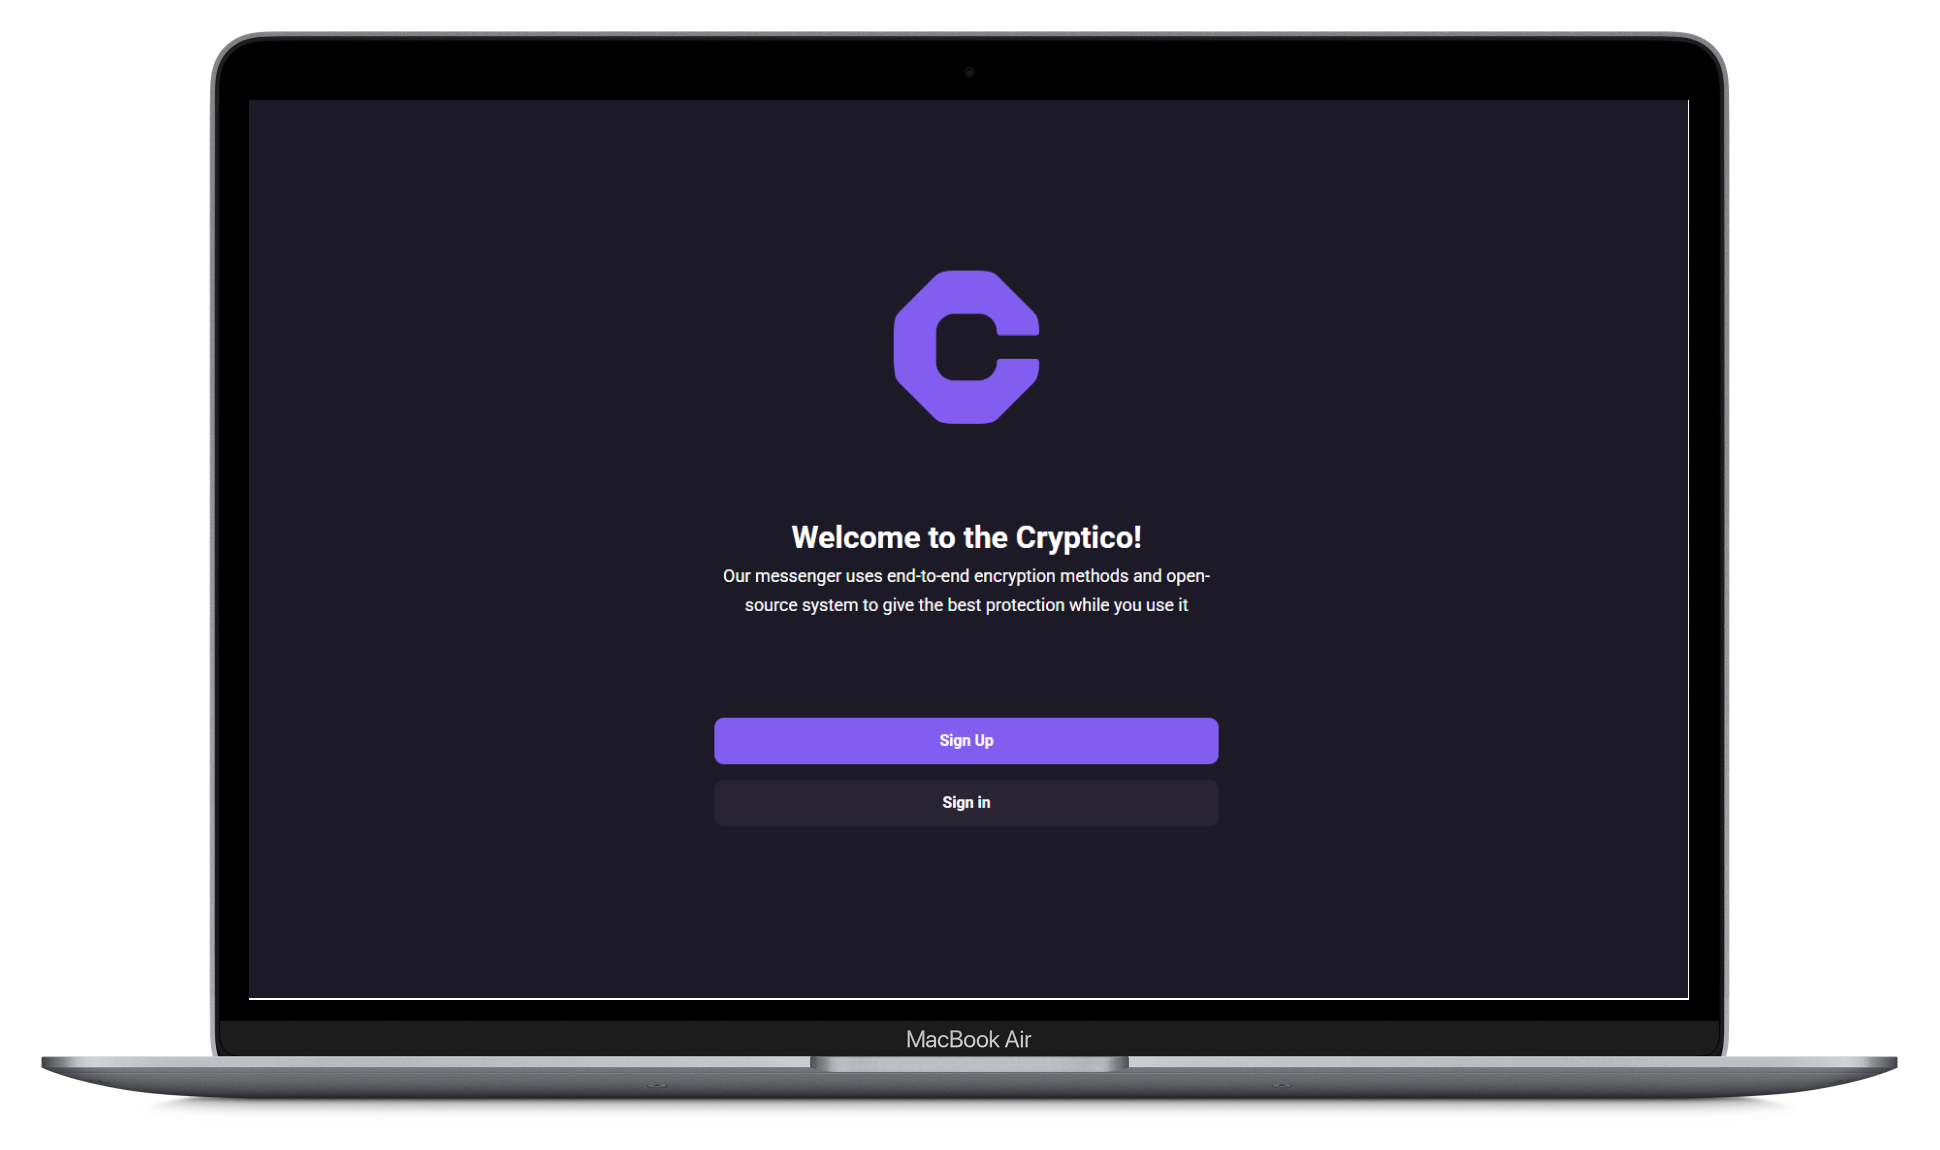 Welcome to the Cryptico!
Our messenger uses end-to-end encryption methods and open-
source system to give the best protection while you use it
Sign Up
Sign in
MacBook Air